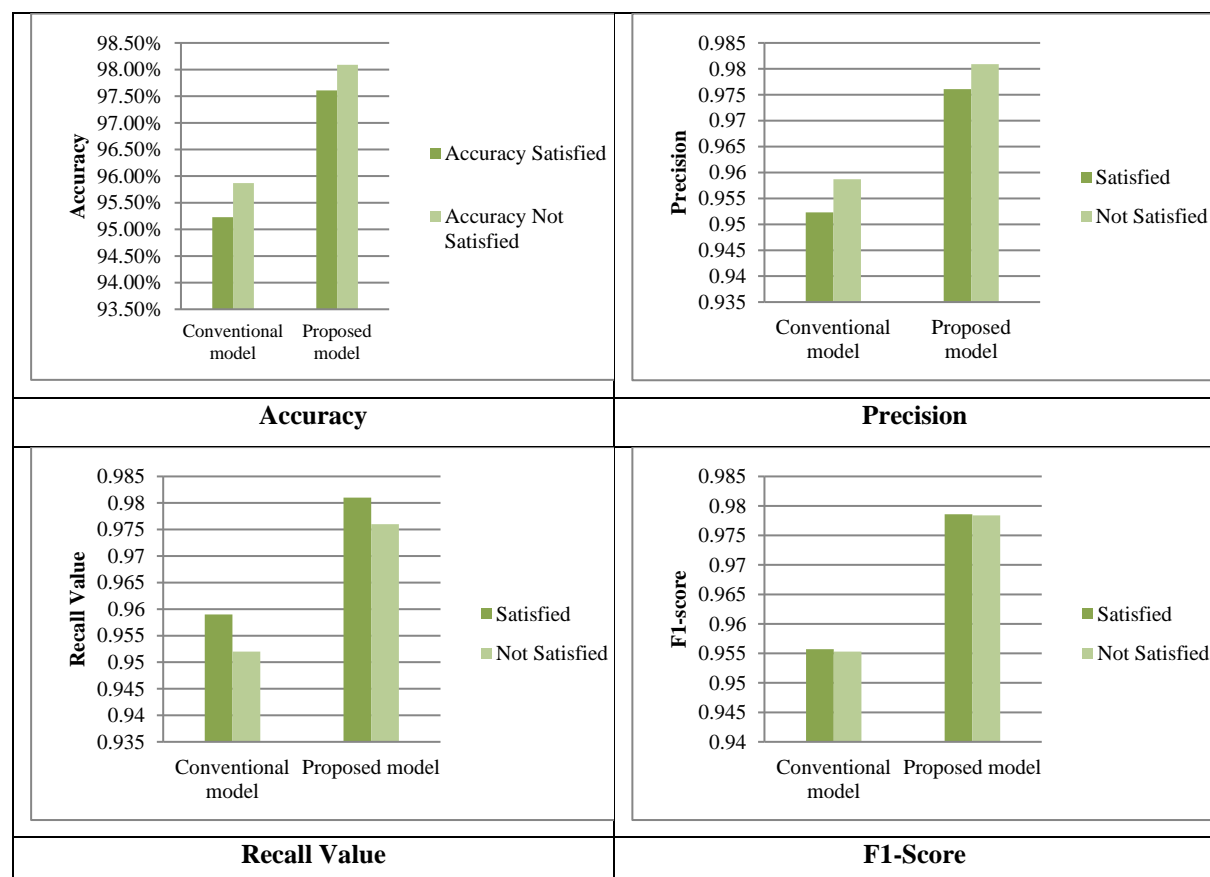 98.50%
98.00%
97.50%
97.00%
96.50%
96.00%
95.50%
95.00%
94.50%
94.00%
93.50%
Accuracy
Conventional
model
Proposed
model
Accuracy Satisfied
Accuracy Not
Satisfied
0.985
0.98
0.975
0.97
0.965
0.96
0.955
0.95
0.945
0.94
0.935
Precision
Conventional
model
Proposed
model
Satisfied
Not Satisfied
Accuracy
Precision
0.985
0.98
0.975
0.97
0.965
0.96
0.955
0.95
0.945
0.94
0.935
Recall Value
Conventional
model
Proposed model
Satisfied
Not Satisfied
0.985
0.98
0.975
0.97
0.965
0.96
0.955
0.95
0.945
0.94
F1-score
Conventional
model
Proposed model
Satisfied
Not Satisfied
Recall Value
F1-Score